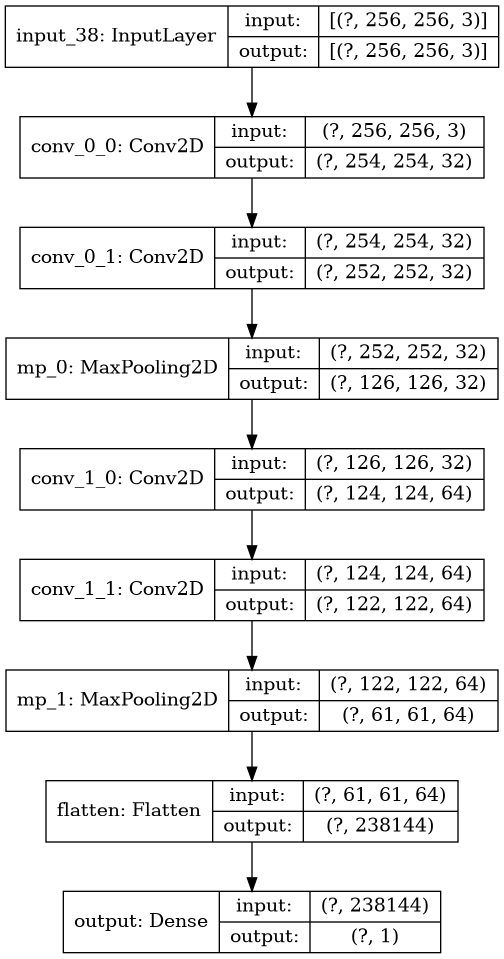 input_38: InputLayer
input: [(?, 256, 256, 3)]
output: [(?, 256, 256, 3)]
conv_0_0: Conv2D
input: (?, 256, 256, 3)
output: (?, 254, 254, 32)
conv_0_1: Conv2D
input: (?, 254, 254, 32)
output: (?, 252, 252, 32)
mp_0: MaxPooling2D
input: (?, 252, 252, 32)
output: (?, 126, 126, 32)
conv_1_0: Conv2D
input: (?, 126, 126, 32)
output: (?, 124, 124, 64)
conv_1_1: Conv2D
input: (?, 124, 124, 64)
output: (?, 122, 122, 64)
mp_1: MaxPooling2D
input: (?, 122, 122, 64)
output: (?, 61, 61, 64)
flatten: Flatten
input: (?, 61, 61, 64)
output: (?, 238144)
output: Dense
input: (?, 238144)
output: (?, 1)